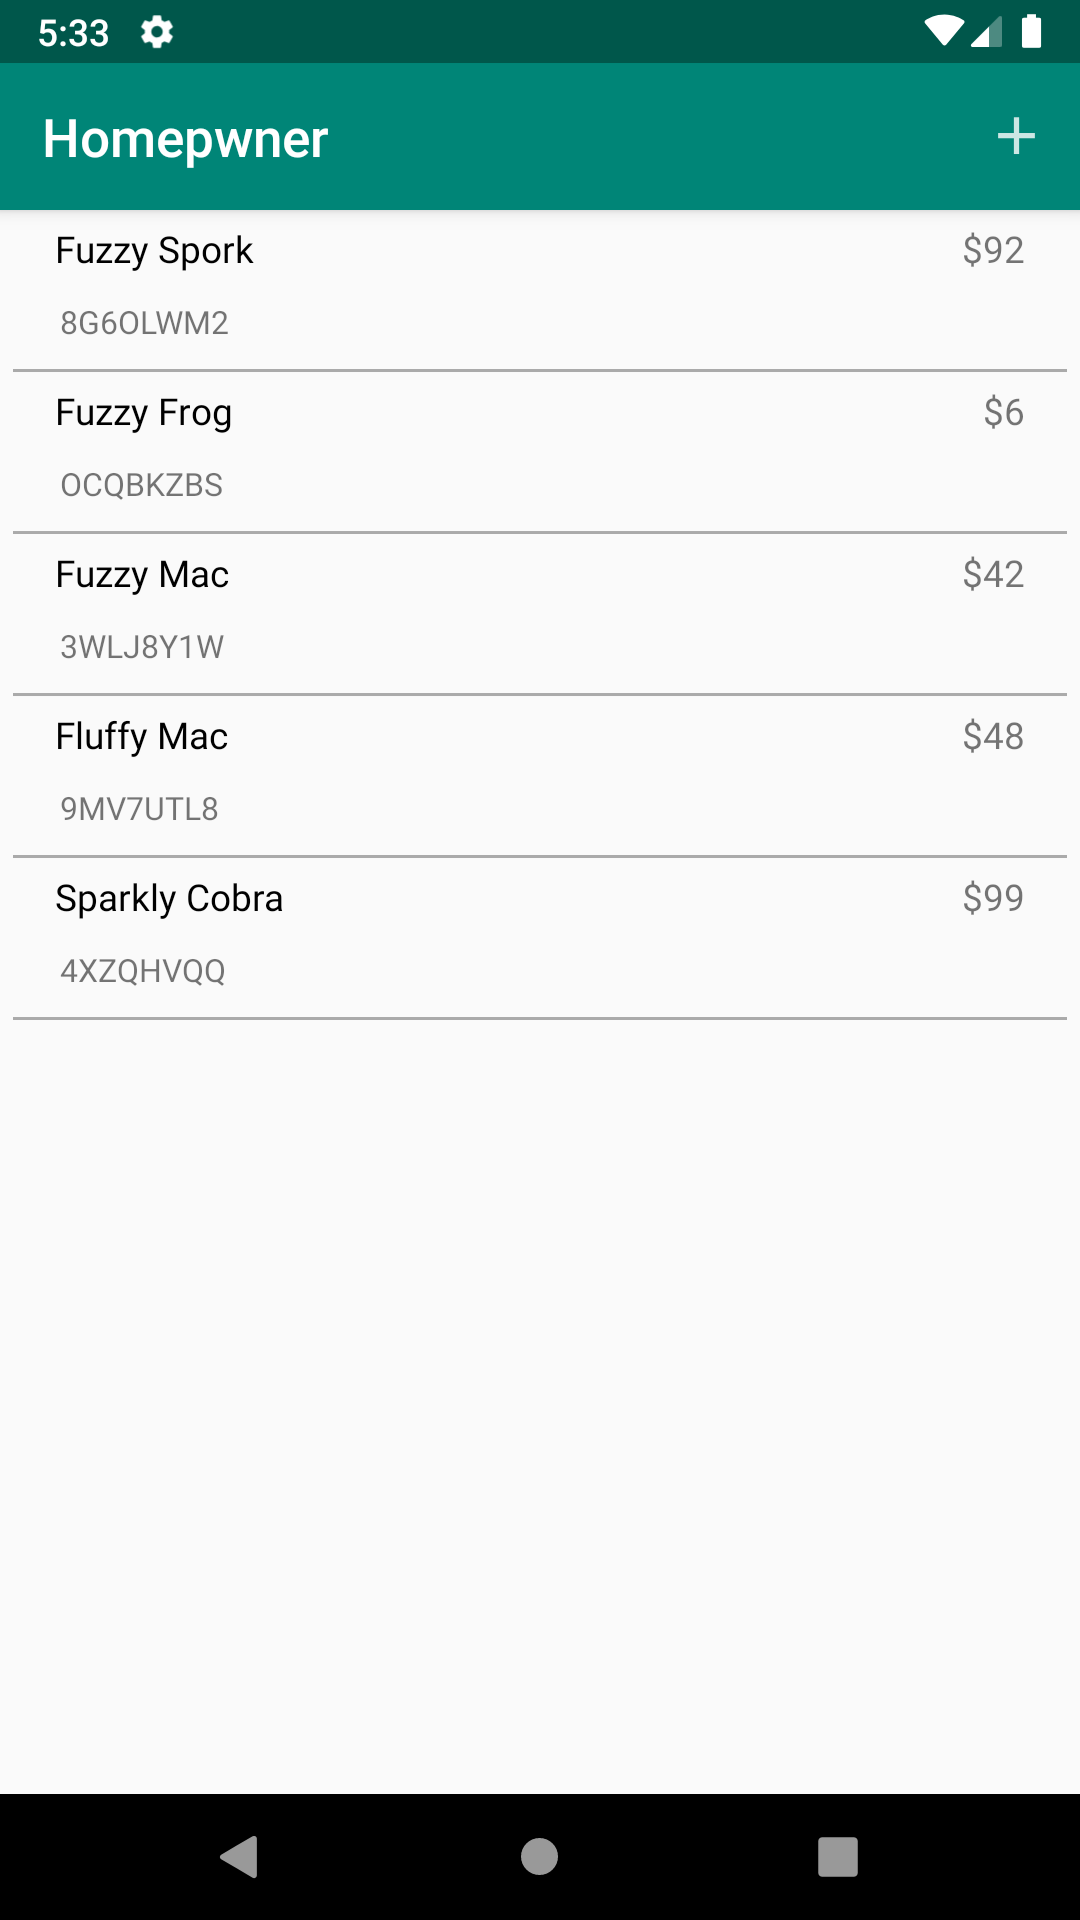 5:33
Homepwner
Fuzzy Spork $92
8G6OLWM2
Fuzzy Frog $6
OCQBKZBS
Fuzzy Mac $42
3WLJ8Y1W
Fluffy Mac $48
9MV7UTL8
Sparkly Cobra $99
4XZQHVQQ